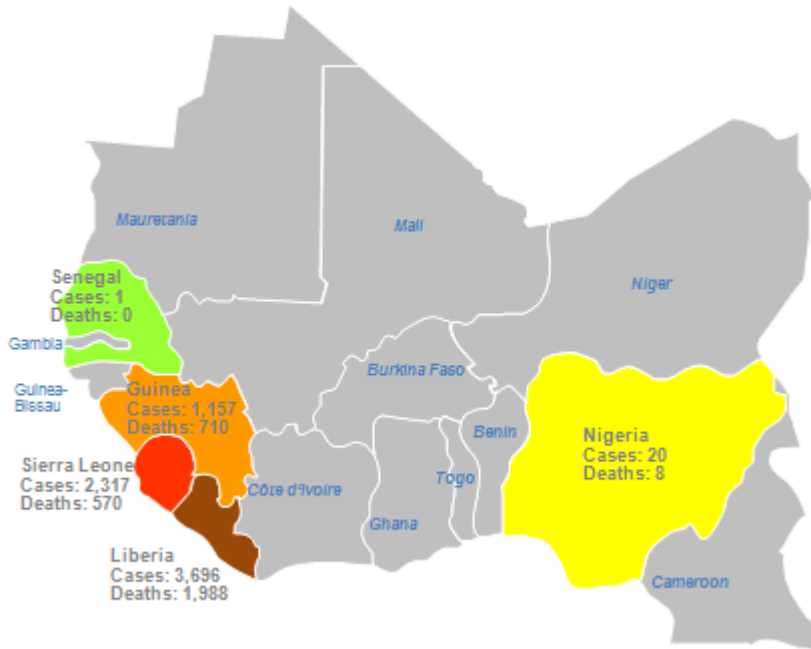 Mauretania
Mali
Senegal
Cases: 1
Deaths: 0
Niger
Gambia
Burkina Faso
Guinea-
Bissau
Guinea
Cases: 1,157
Deaths: 710
Benin
Nigeria
Cases: 20
Deaths: 8
Sierra Leone
Cases: 2,317
Deaths: 570
Côte d'Ivoire
Togo
Ghana
Liberia
Cases: 3,696
Deaths: 1,988
Cameroon